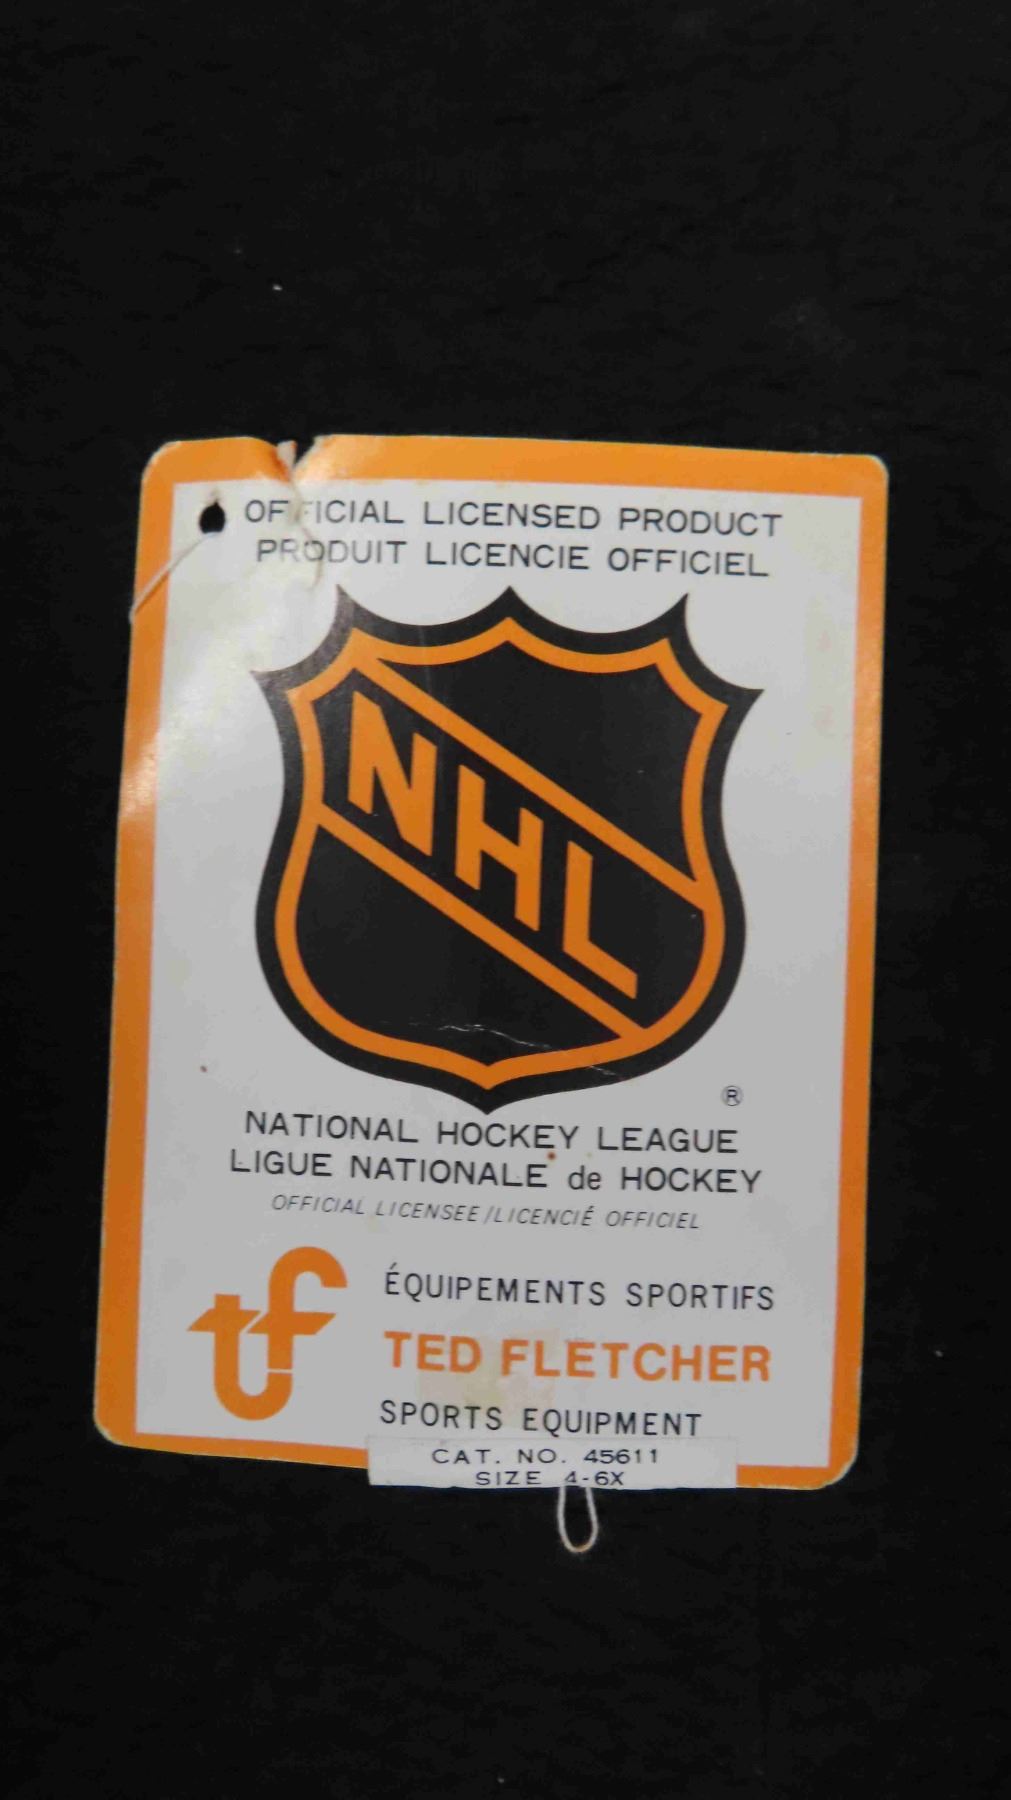 OFFICIAL LICENSED PRODUCT
PRODUIT LICENCIE OFFICIEL
NHL
®
NATIONAL HOCKEY LEAGUE
LIGUE NATIONALE de HOCKEY
OFFICIAL LICENSEE/LICENCIÉ OFFICIEL
tf
ÉQUIPEMENTS SPORTIFS
TED FLETCHER
SPORTS EQUIPMENT
CAT. NO. 45611
SIZE 4-6X